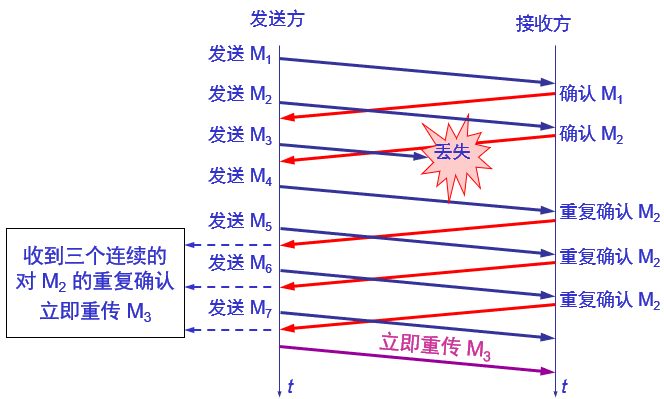 发送方
接收方
发送 M1
确认 M1
发送 M2
确认 M2
发送 M3
丢失
发送 M4
重复确认 M2
发送 M5
重复确认 M2
发送 M6
重复确认 M2
发送 M7
收到三个连续的
对 M2 的重复确认
立即重传 M3
立即重传 M3
t
t